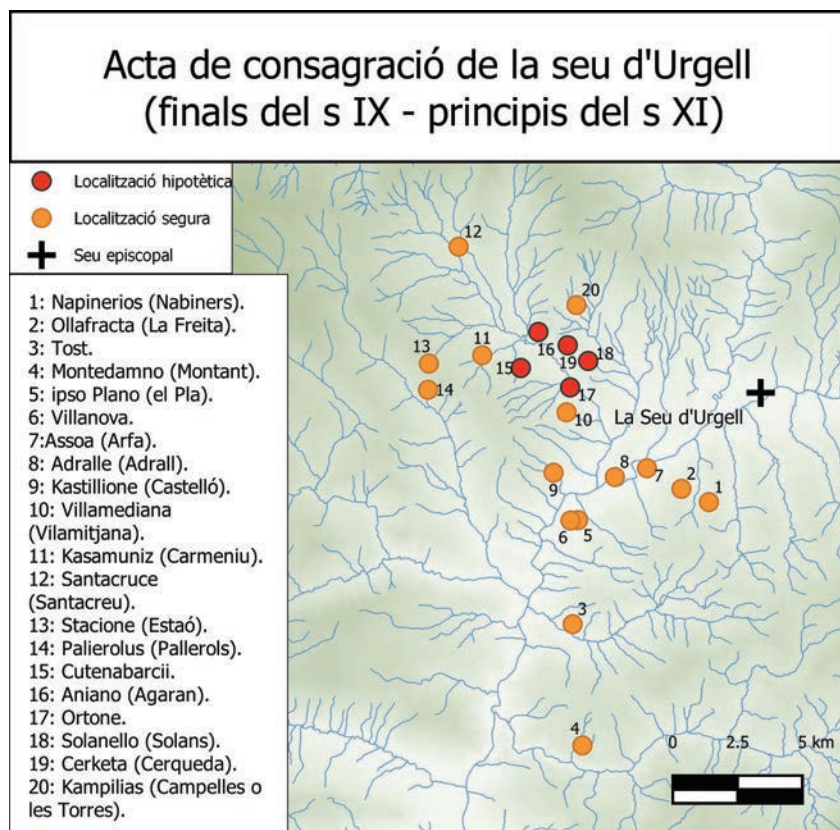 Acta de consagració de la seu d'Urgell
(finals del s IX - principis del s XI)
Localització hipotètica
Localització segura
Seu episcopal
1: Napinerios (Nabiners).
2: Ollafracta (La Freita).
3: Tost.
4: Montedamno (Montant).
5: ipso Plano (el Pla).
6: Villanova.
7:Assoa (Arfa).
8: Adralle (Adrall).
9: Kastillione (Castelló).
10: Villamediana
(Vilamitjana).
11: Kasamuniz (Carmeniu).
12: Santacruce
(Santacreu).
13: Stacione (Estaó).
14: Palierolus (Pallerols).
15: Cutenabarcii.
16: Aniano (Agaran).
17: Ortone.
18: Solanello (Solans).
19: Cerketa (Cerqueda).
20: Kampilias (Campelles o
les Torres).
12
20
16
13
11
19
18
15
14
17
10
La Seu d'Urgell
8
7
2
1
9
6
5
3
4
0
2.5
5 km